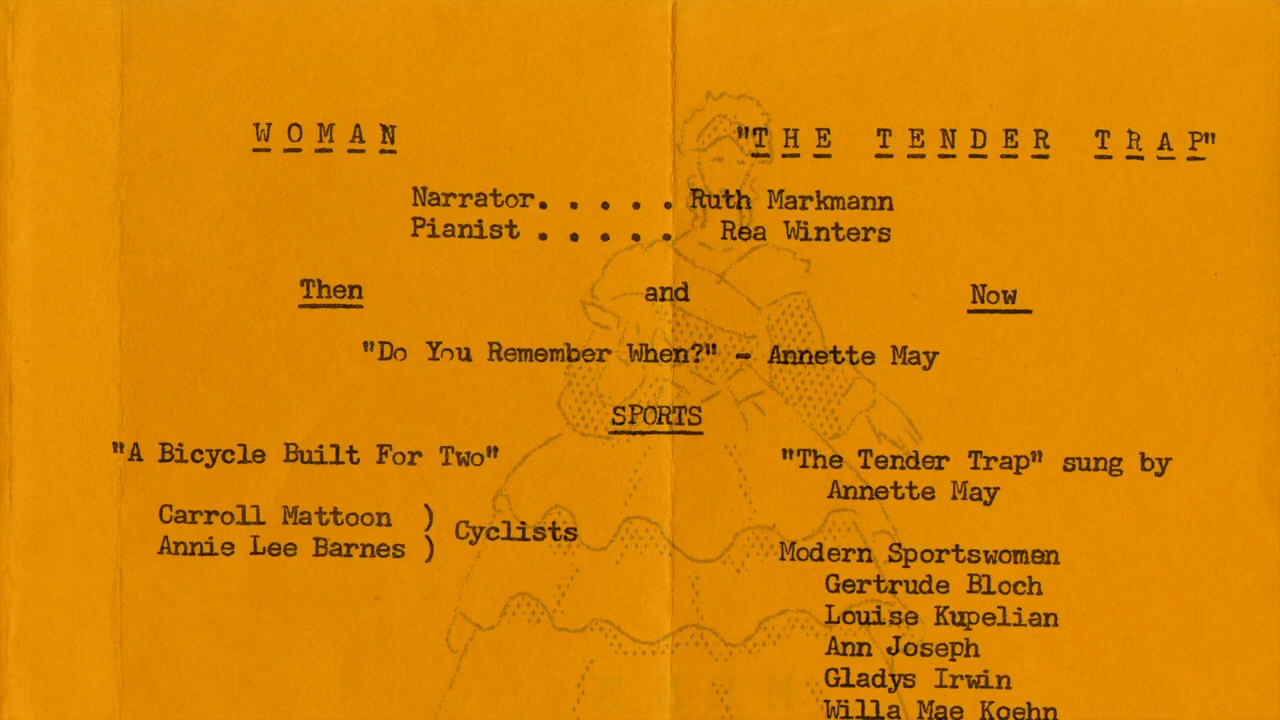 WOMAN "THE TENDER TRAP"
Narrator. . . . . Ruth Markmann
Pianist . . . . . Rea Winters
Then and Now
"Do You Remember When?" - Annette May
SPORTS
"A Bicycle Built For Two"
Carroll Mattoon )
Annie Lee Barnes ) Cyclists
"The Tender Trap" sung by
Annette May
Modern Sportswomen
Gertrude Bloch
Louise Kupelian
Ann Joseph
Gladys Irwin
Willa Mae Koehn